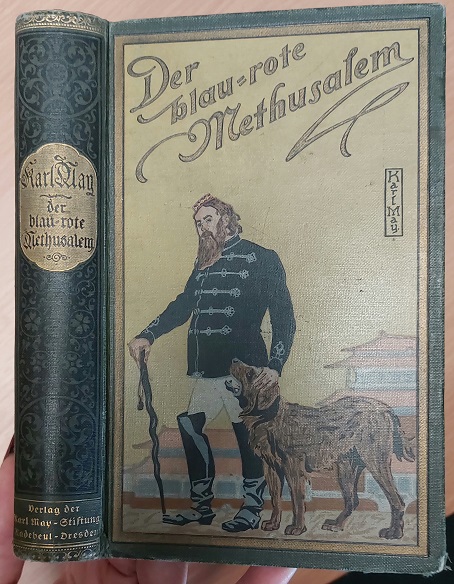 Karl May
der
blau-rote
Methusalem
Verlag der
Karl May-Stiftung
Radebeul-Dresden
Der
blau-rote
Methusalem
Karl
May.